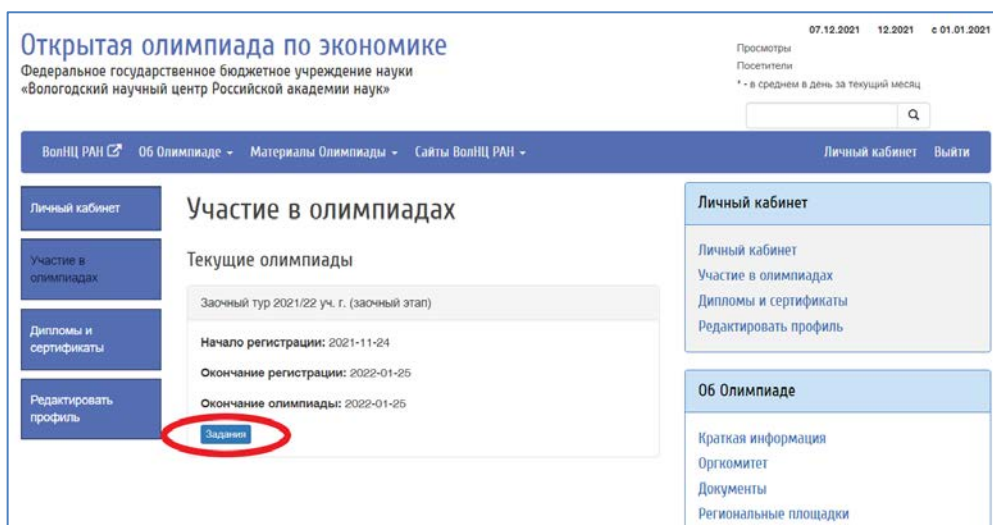 Открытая олимпиада по экономике
Федеральное государственное бюджетное учреждение науки
«Вологодский научный центр Российской академии наук»
07.12.2021 12.2021 с 01.01.2021
Просмотры
Посетители
* - в среднем в день за текущий месяц
ВолНЦ РАН Об Олимпиаде Материалы Олимпиады Сайты ВолНЦ РАН Личный кабинет Выйти
Личный кабинет
Участие в
олимпиадах
Дипломы и
сертификаты
Редактировать
профиль
Участие в олимпиадах
Текущие олимпиады
Заочный тур 2021/22 уч. г. (заочный этап)
Начало регистрации: 2021-11-24
Окончание регистрации: 2022-01-25
Окончание олимпиады: 2022-01-25
Задания
Личный кабинет
Личный кабинет
Участие в олимпиадах
Дипломы и сертификаты
Редактировать профиль
Об Олимпиаде
Краткая информация
Оргкомитет
Документы
Региональные площадки